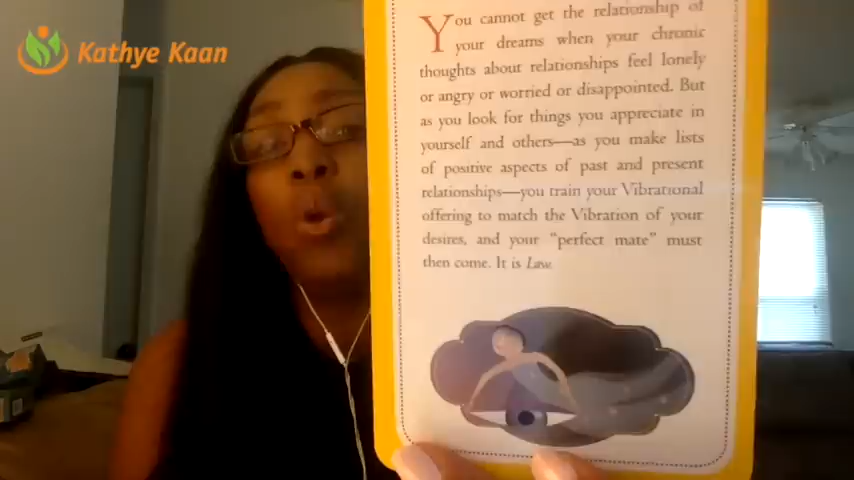 Kathye Kaan
You cannot get the relationship of
your dreams when your chronic
thoughts about relationships feel lonely
or angry or worried or disappointed. But
as you look for things you appreciate in
yourself and others—as you make lists
of positive aspects of past and present
relationships—you train your Vibrational
offering to match the Vibration of your
desires, and your "perfect mate" must
then come. It is Law.